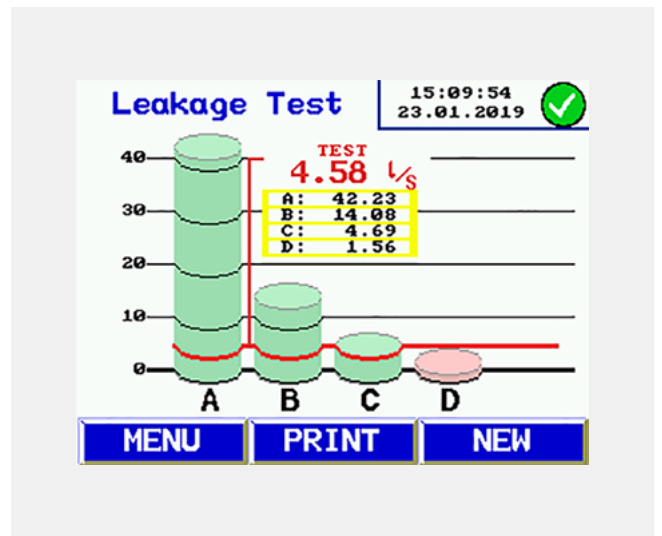 Leakage Test
15:09:54
23.01.2019
TEST
4.58 l/s
A: 42.23
B: 14.08
C: 4.69
D: 1.56
40
30
20
10
0
A B C D
MENU PRINT NEW